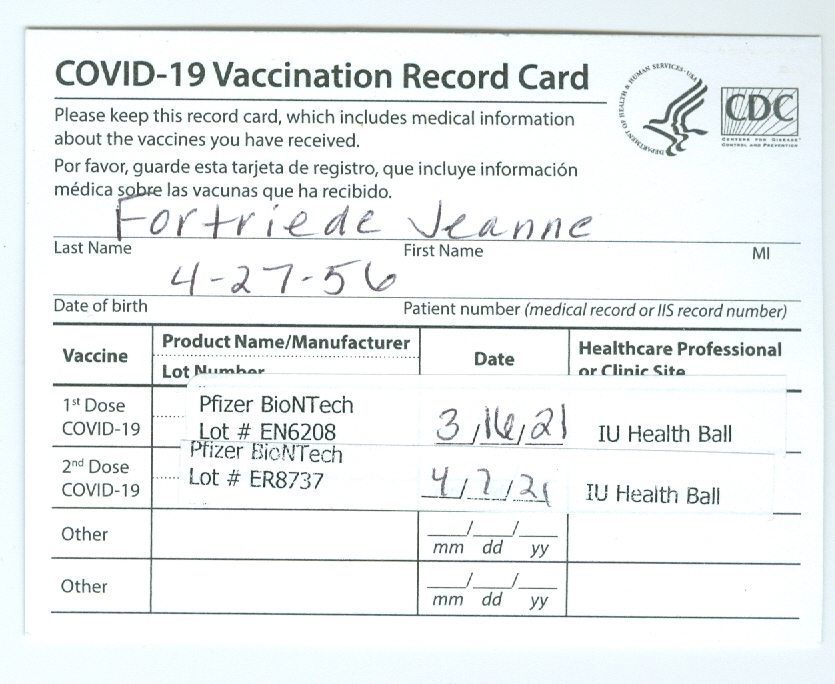 COVID-19 Vaccination Record Card
Please keep this record card, which includes medical information
about the vaccines you have received.
Por favor, guarde esta tarjeta de registro, que incluye información
médica sobre las vacunas que ha recibido.
DEPARTMENT OF HEALTH & HUMAN SERVICES · USA
CDC
CENTERS FOR DISEASE
CONTROL AND PREVENTION
Fortriede Jeanne
Last Name First Name MI
4-27-56
Date of birth Patient number (medical record or IIS record number)
Vaccine Product Name/Manufacturer Date Healthcare Professional
Lot Number or Clinic Site
1st Dose Pfizer BioNTech
COVID-19 Lot # EN6208 3/16/21 IU Health Ball
2nd Dose Pfizer BioNTech
COVID-19 Lot # ER8737 4/7/21 IU Health Ball
Other __/__/__
mm dd yy
Other __/__/__
mm dd yy